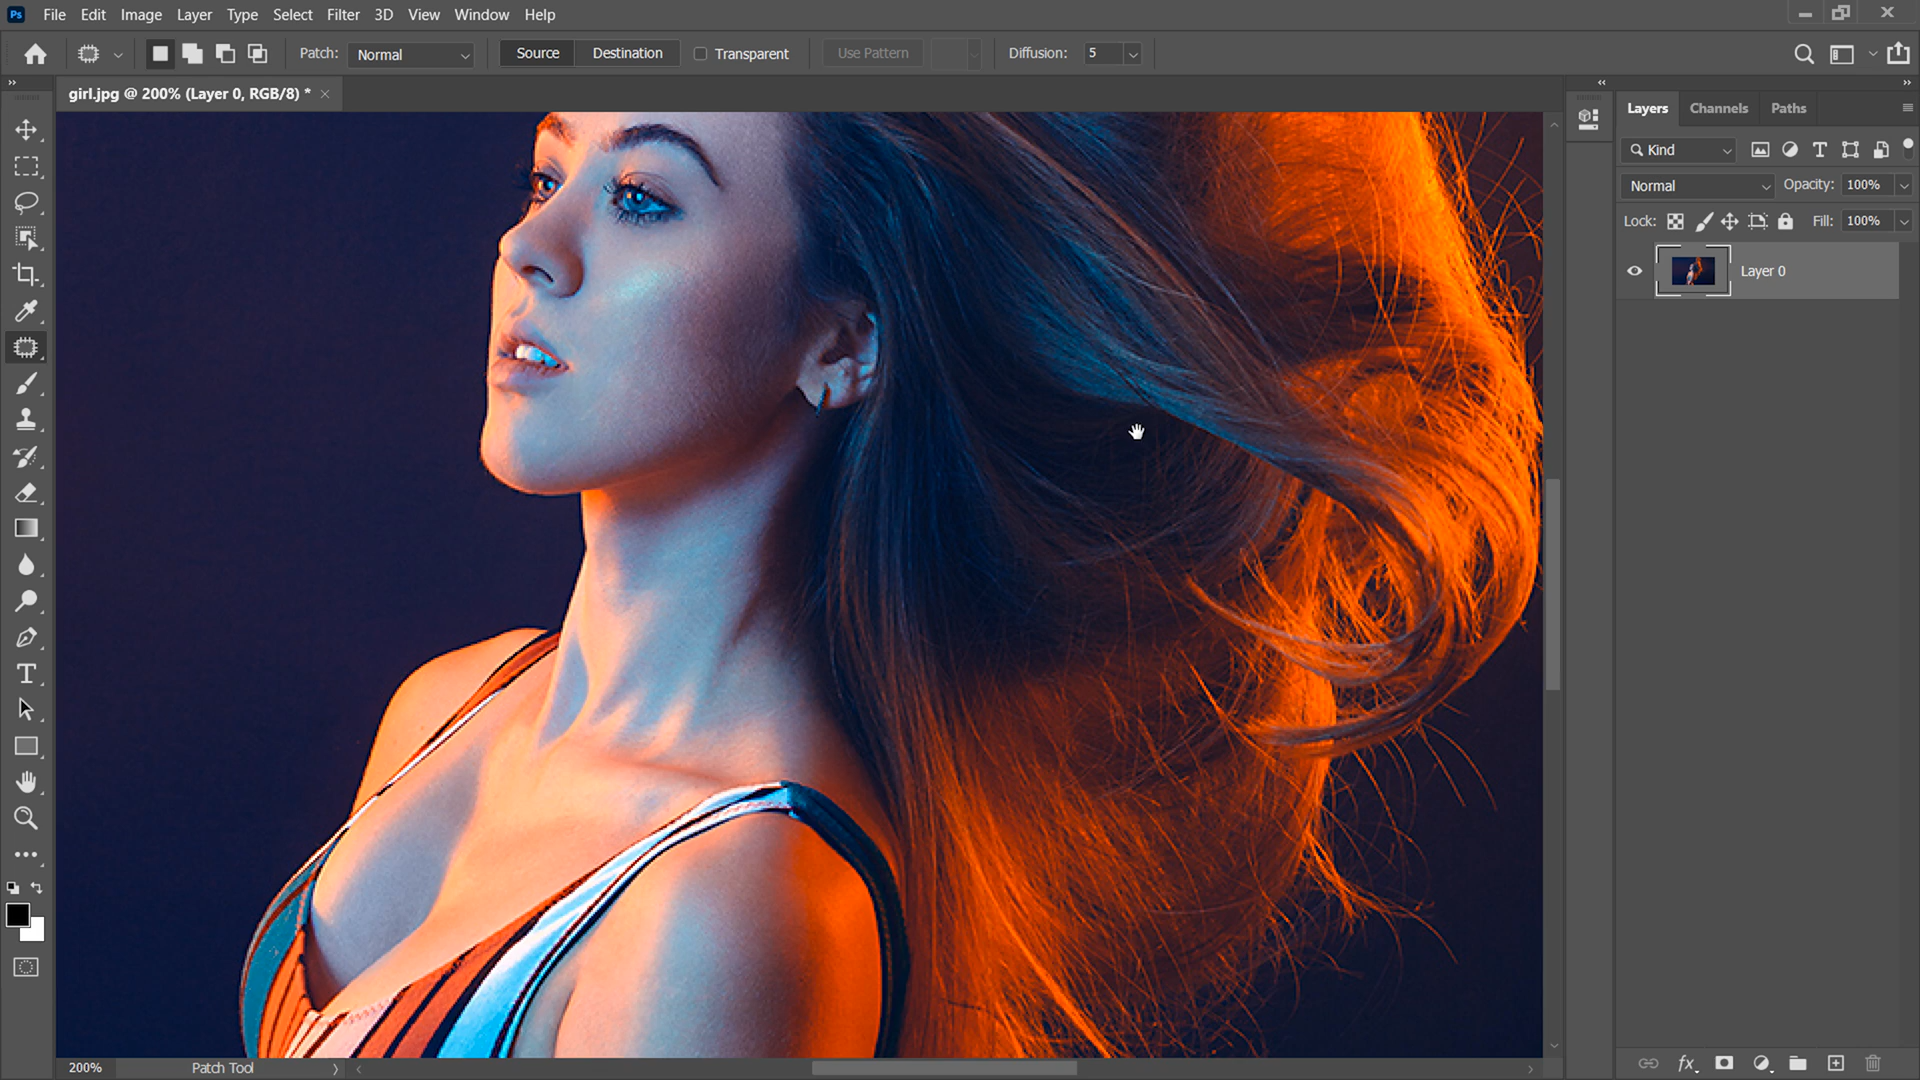 Ps File Edit Image Layer Type Select Filter 3D View Window Help
Patch: Normal Source Destination Transparent Use Pattern Diffusion: 5
girl.jpg @ 200% (Layer 0, RGB/8) *
Layers Channels Paths
Kind
Normal Opacity: 100%
Lock: Fill: 100%
Layer 0
200% Patch Tool